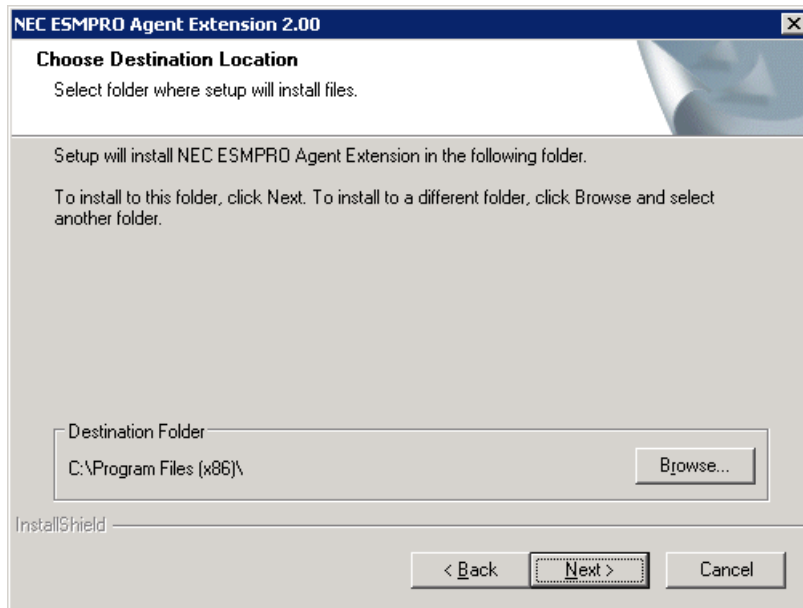 NEC ESMPRO Agent Extension 2.00
Choose Destination Location
Select folder where setup will install files.
Setup will install NEC ESMPRO Agent Extension in the following folder.
To install to this folder, click Next. To install to a different folder, click Browse and select
another folder.
Destination Folder
C:\Program Files (x86)\
Browse...
InstallShield
< Back
Next >
Cancel